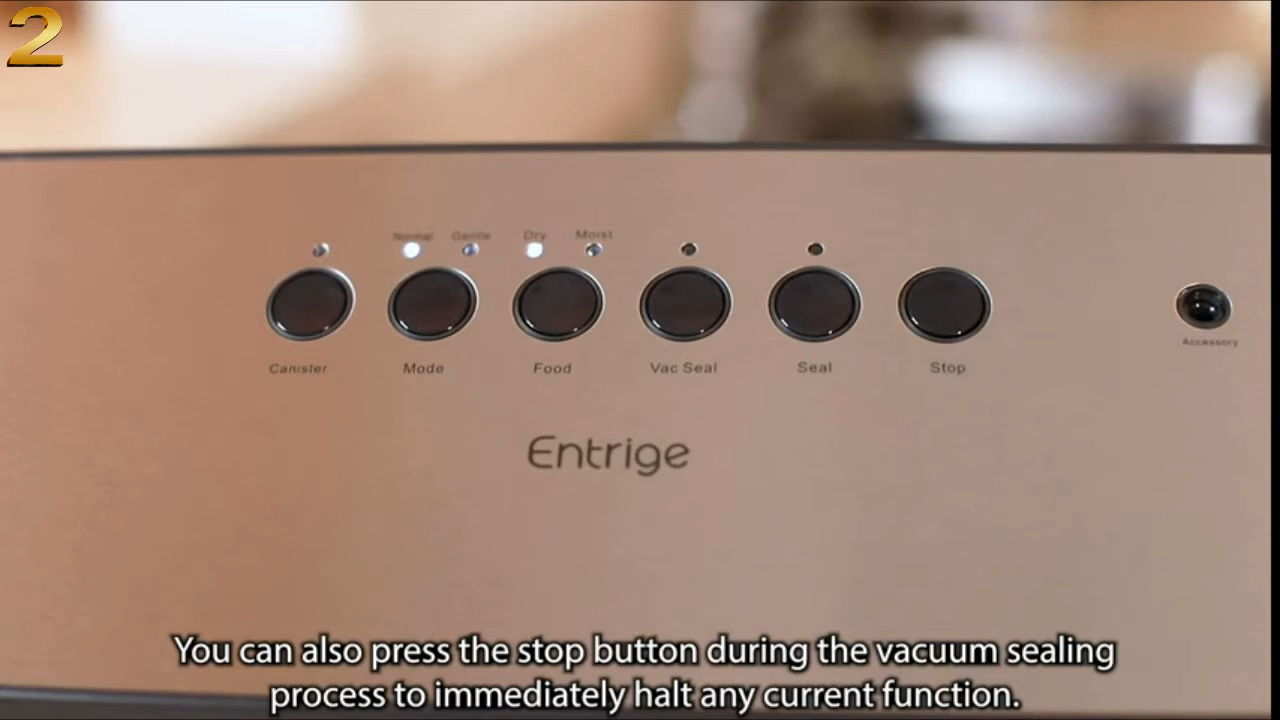 2
Normal Gentle Dry Moist
Canister Mode Food Vac Seal Seal Stop
Accessory
Entrige
You can also press the stop button during the vacuum sealing
process to immediately halt any current function.